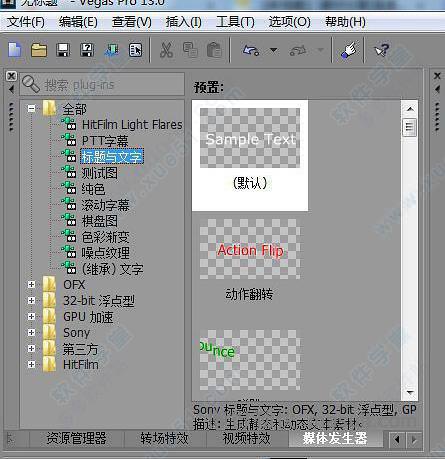 无标题 * - Vegas Pro 13.0
文件(F) 编辑(E) 查看(V) 插入(I) 工具(T) 选项(O) 帮助(H)
搜索 plug-ins
预置:
全部
HitFilm Light Flares
PTT字幕
标题与文字
测试图
纯色
滚动字幕
棋盘图
色彩渐变
噪点纹理
(继承)文字
OFX
32-bit 浮点型
GPU 加速
Sony
第三方
HitFilm
Sample Text
(默认)
Action Flip
动作翻转
ounce
Sony 标题与文字: OFX, 32-bit 浮点型, GP
描述: 生成静态和动态文本素材。
资源管理器 转场特效 视频特效 媒体发生器